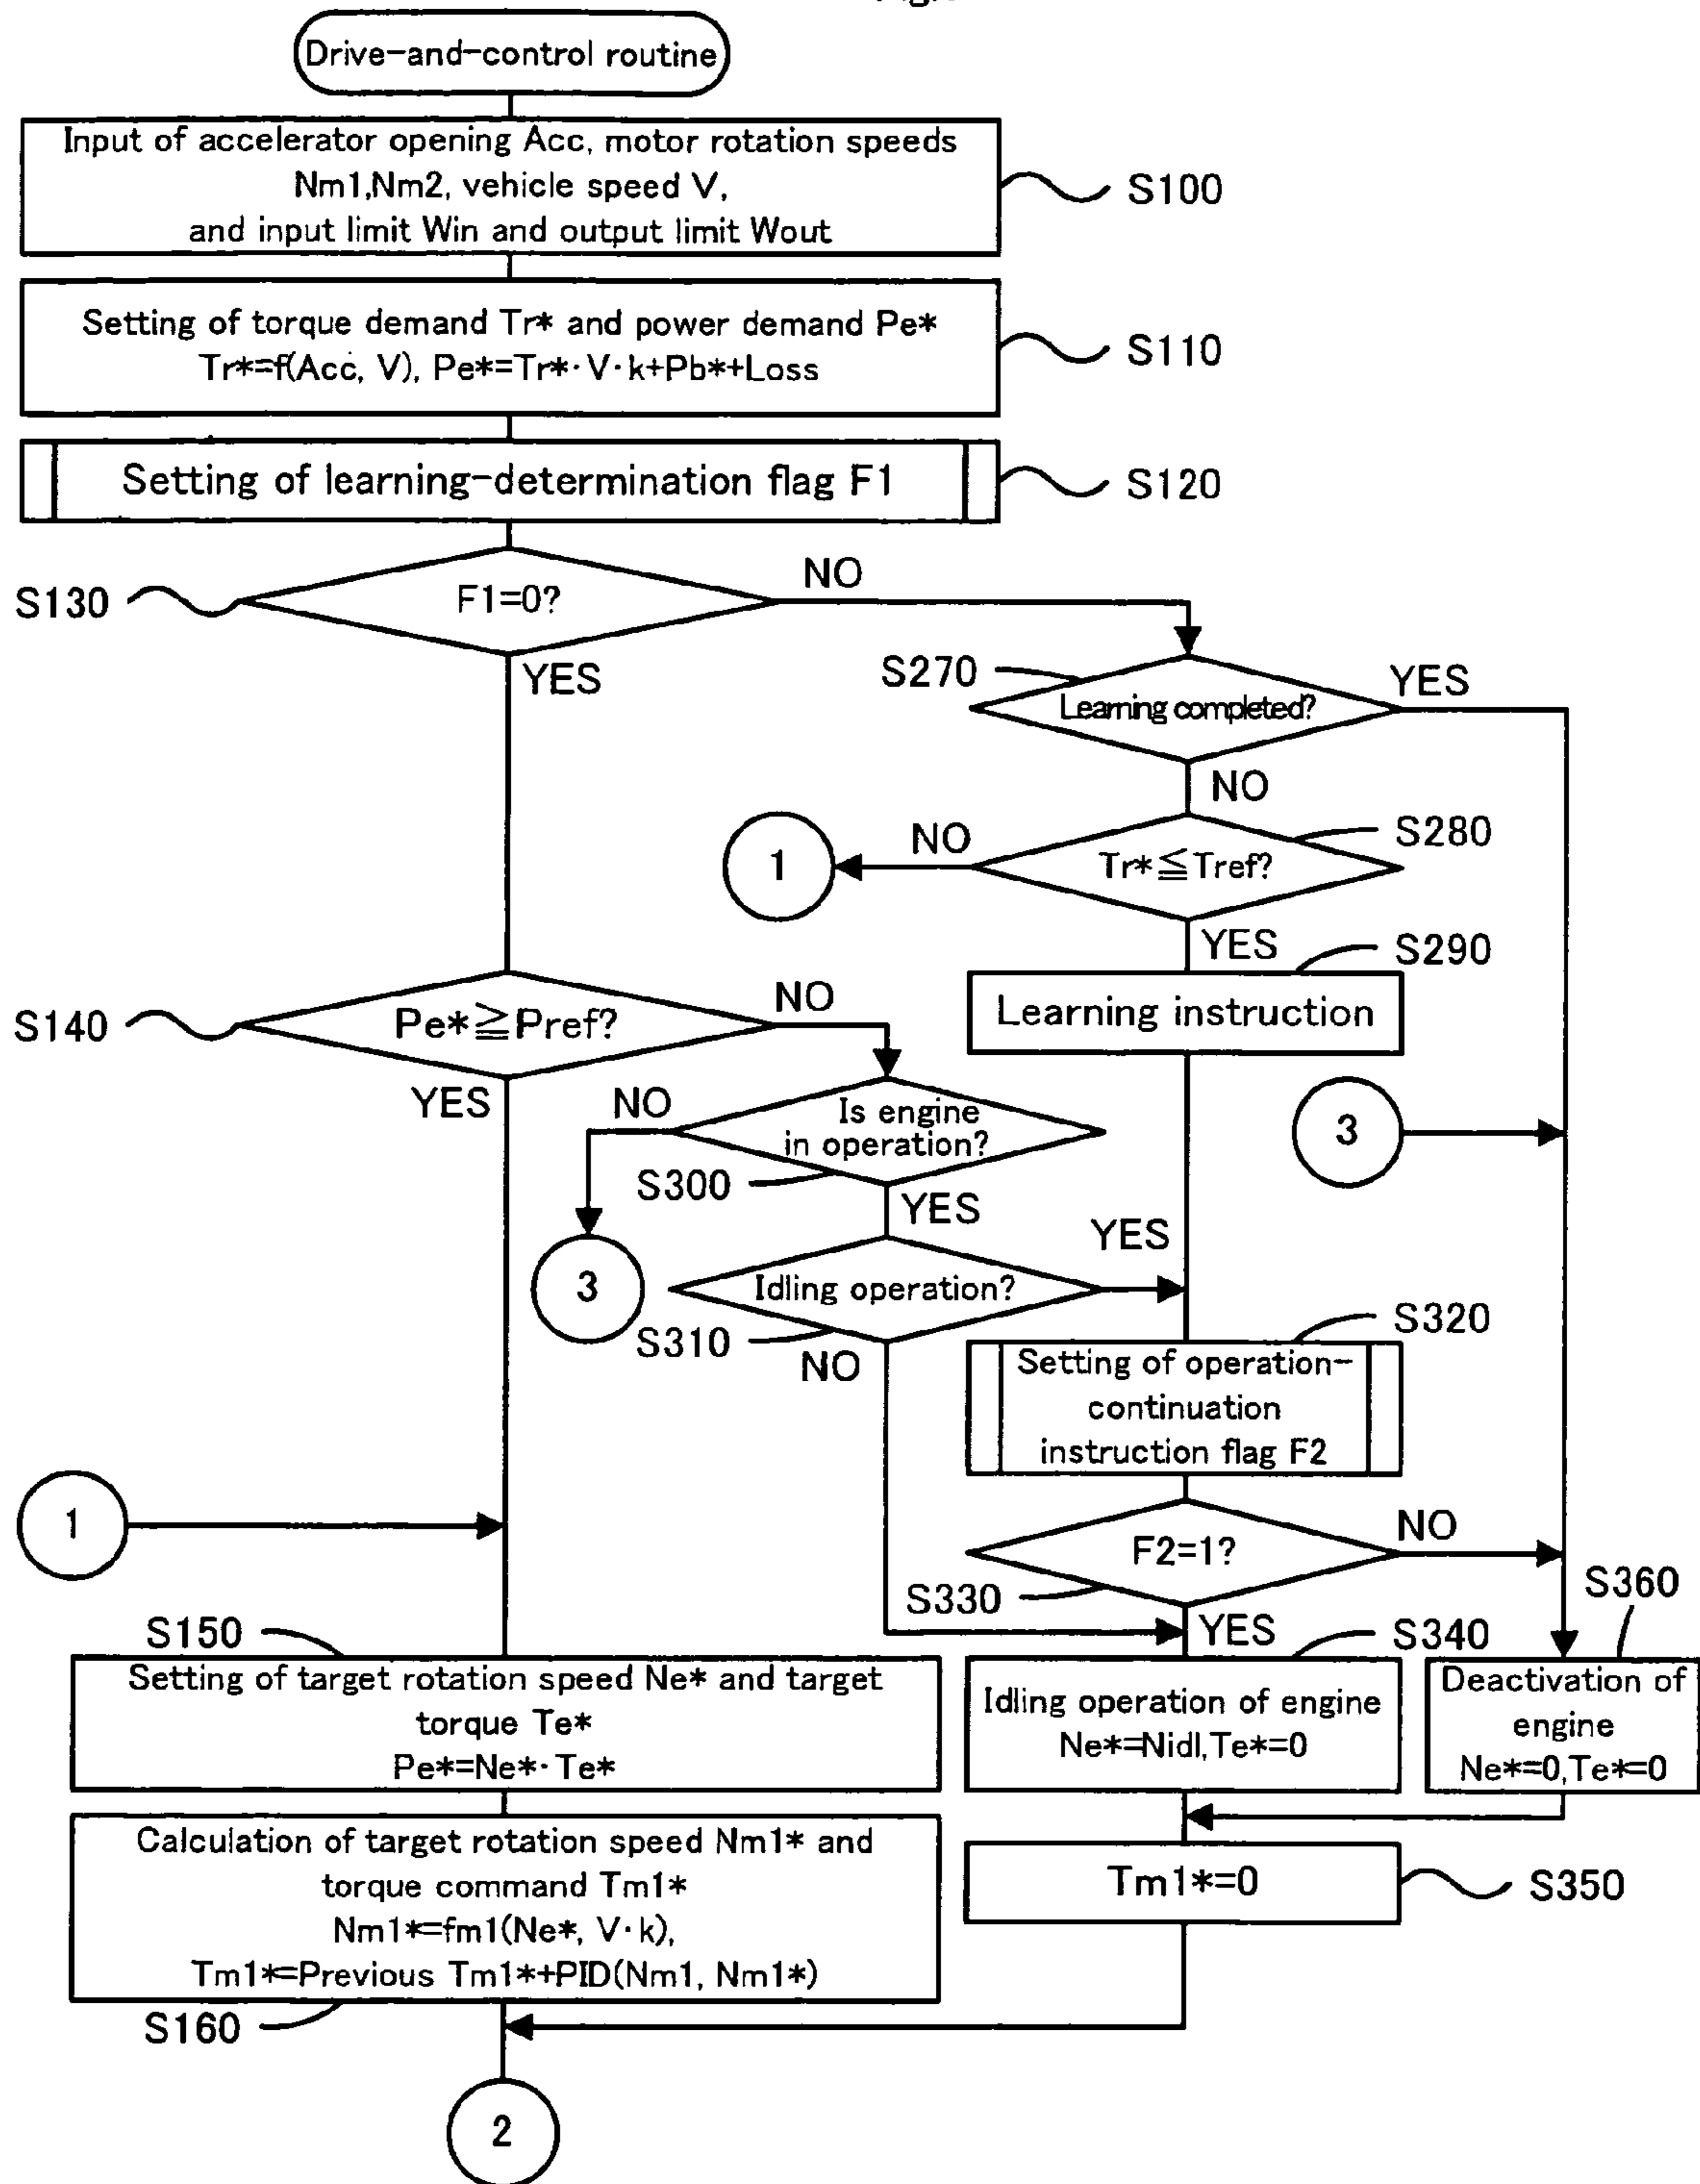 Drive-and-control routine
Input of accelerator opening Acc, motor rotation speeds
Nm1,Nm2, vehicle speed V,
and input limit Win and output limit Wout
S100
Setting of torque demand Tr* and power demand Pe*
Tr*=f(Acc, V), Pe*=Tr*·V·k+Pb*+Loss
S110
Setting of learning-determination flag F1
S120
S130
F1=0?
NO
YES
S270
Learning completed?
YES
NO
S280
Tr*≦Tref?
NO
1
YES
S290
Learning instruction
S140
Pe*≧Pref?
NO
YES
Is engine
in operation?
NO
S300
YES
3
3
Idling operation?
YES
S310
NO
S320
Setting of operation-
continuation
instruction flag F2
1
F2=1?
NO
S330
YES
S360
S150
Setting of target rotation speed Ne* and target
torque Te*
Pe*=Ne*·Te*
S340
Idling operation of engine
Ne*=Nidl,Te*=0
Deactivation of
engine
Ne*=0,Te*=0
Calculation of target rotation speed Nm1* and
torque command Tm1*
Nm1*=fm1(Ne*, V·k),
Tm1*=Previous Tm1*+PID(Nm1, Nm1*)
S160
Tm1*=0
S350
2